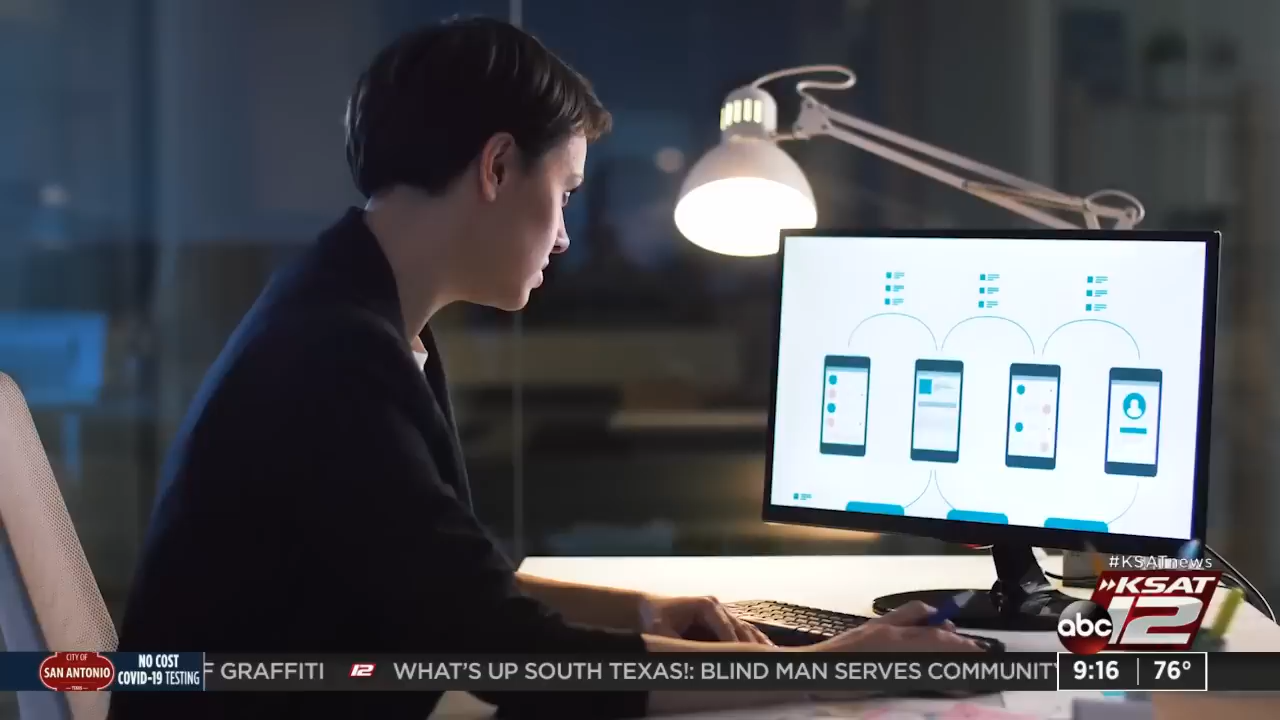 #KSATnews
KSAT
abc 12
CITY OF
SAN ANTONIO
TEXAS
NO COST
COVID-19 TESTING
F GRAFFITI 12 WHAT'S UP SOUTH TEXAS!: BLIND MAN SERVES COMMUNIT
9:16 76°